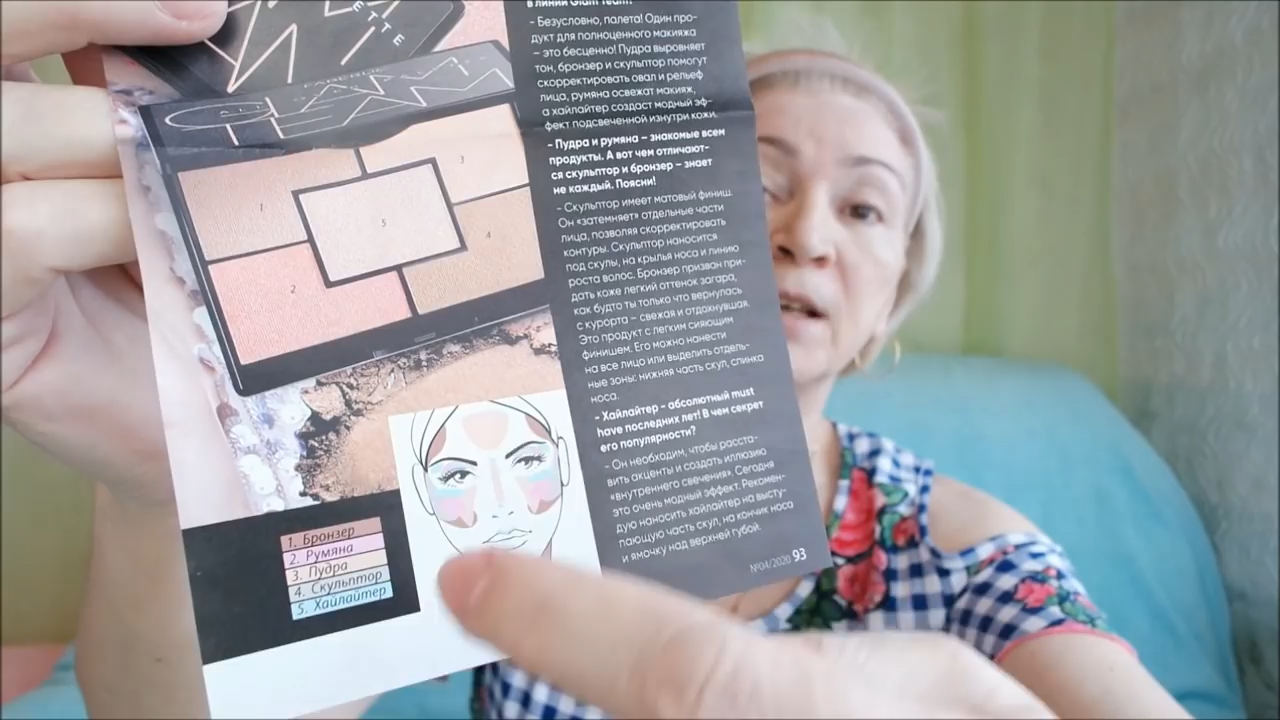 ETTE
FABERLIC
GLAM
1
3
5
4
2
1. Бронзер
2. Румяна
3. Пудра
4. Скульптор
5. Хайлайтер
в линии Glam Team?
- Безусловно, палета! Один про-
дукт для полноценного макияжа
– это бесценно! Пудра выровняет
тон, бронзер и скульптор помогут
скорректировать овал и рельеф
лица, румяна освежат макияж,
а хайлайтер создаст модный эф-
фект подсвеченной изнутри кожи.
- Пудра и румяна – знакомые всем
продукты. А вот чем отличают-
ся скульптор и бронзер – знает
не каждый. Поясни!
- Скульптор имеет матовый финиш.
Он «затемняет» отдельные части
лица, позволяя скорректировать
контуры. Скульптор наносится
под скулы, на крылья носа и линию
роста волос. Бронзер призван при-
дать коже легкий оттенок загара,
как будто ты только что вернулась
с курорта – свежая и отдохнувшая.
Это продукт с легким сияющим
финишем. Его можно нанести
на все лицо или выделить отдель-
ные зоны: нижняя часть скул, спинка
носа.
- Хайлайтер – абсолютный must
have последних лет! В чем секрет
его популярности?
- Он необходим, чтобы расста-
вить акценты и создать иллюзию
«внутреннего свечения». Сегодня
это очень модный эффект. Рекомен-
дую наносить хайлайтер на высту-
пающую часть скул, на кончик носа
и ямочку над верхней губой.
№04/2020 93